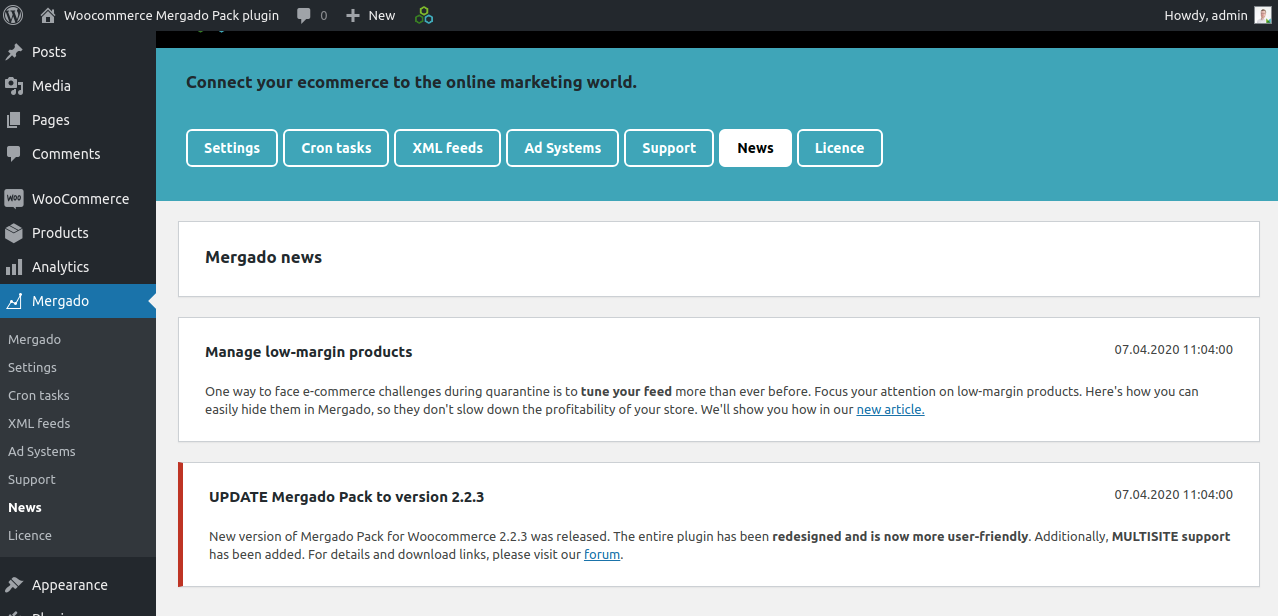 Woocommerce Mergado Pack plugin 0 New Howdy, admin
Posts
Media
Pages
Comments
WooCommerce
Products
Analytics
Mergado
Mergado
Settings
Cron tasks
XML feeds
Ad Systems
Support
News
Licence
Appearance
Connect your ecommerce to the online marketing world.
Settings Cron tasks XML feeds Ad Systems Support News Licence
Mergado news
Manage low-margin products 07.04.2020 11:04:00
One way to face e-commerce challenges during quarantine is to tune your feed more than ever before. Focus your attention on low-margin products. Here's how you can
easily hide them in Mergado, so they don't slow down the profitability of your store. We'll show you how in our new article.
UPDATE Mergado Pack to version 2.2.3 07.04.2020 11:04:00
New version of Mergado Pack for Woocommerce 2.2.3 was released. The entire plugin has been redesigned and is now more user-friendly. Additionally, MULTISITE support
has been added. For details and download links, please visit our forum.